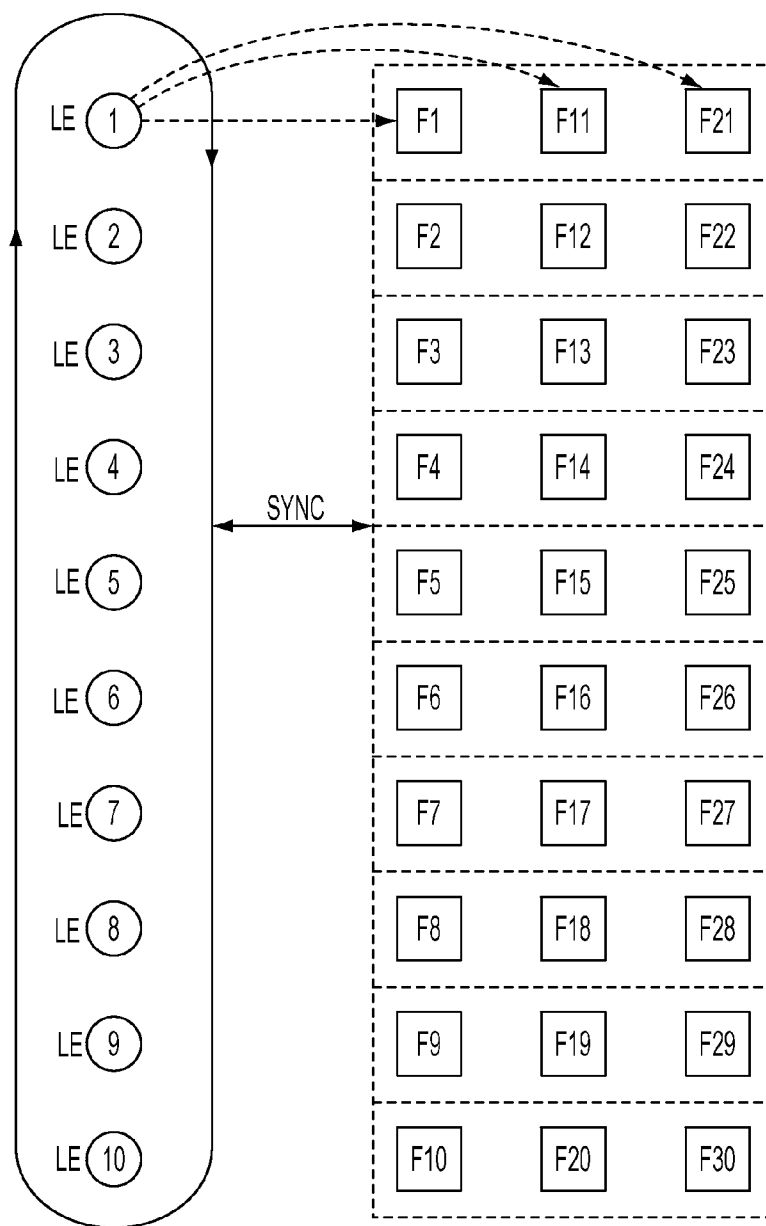 LE 1 F1 F11 F21
LE 2 F2 F12 F22
LE 3 F3 F13 F23
LE 4 F4 F14 F24
SYNC
LE 5 F5 F15 F25
LE 6 F6 F16 F26
LE 7 F7 F17 F27
LE 8 F8 F18 F28
LE 9 F9 F19 F29
LE 10 F10 F20 F30